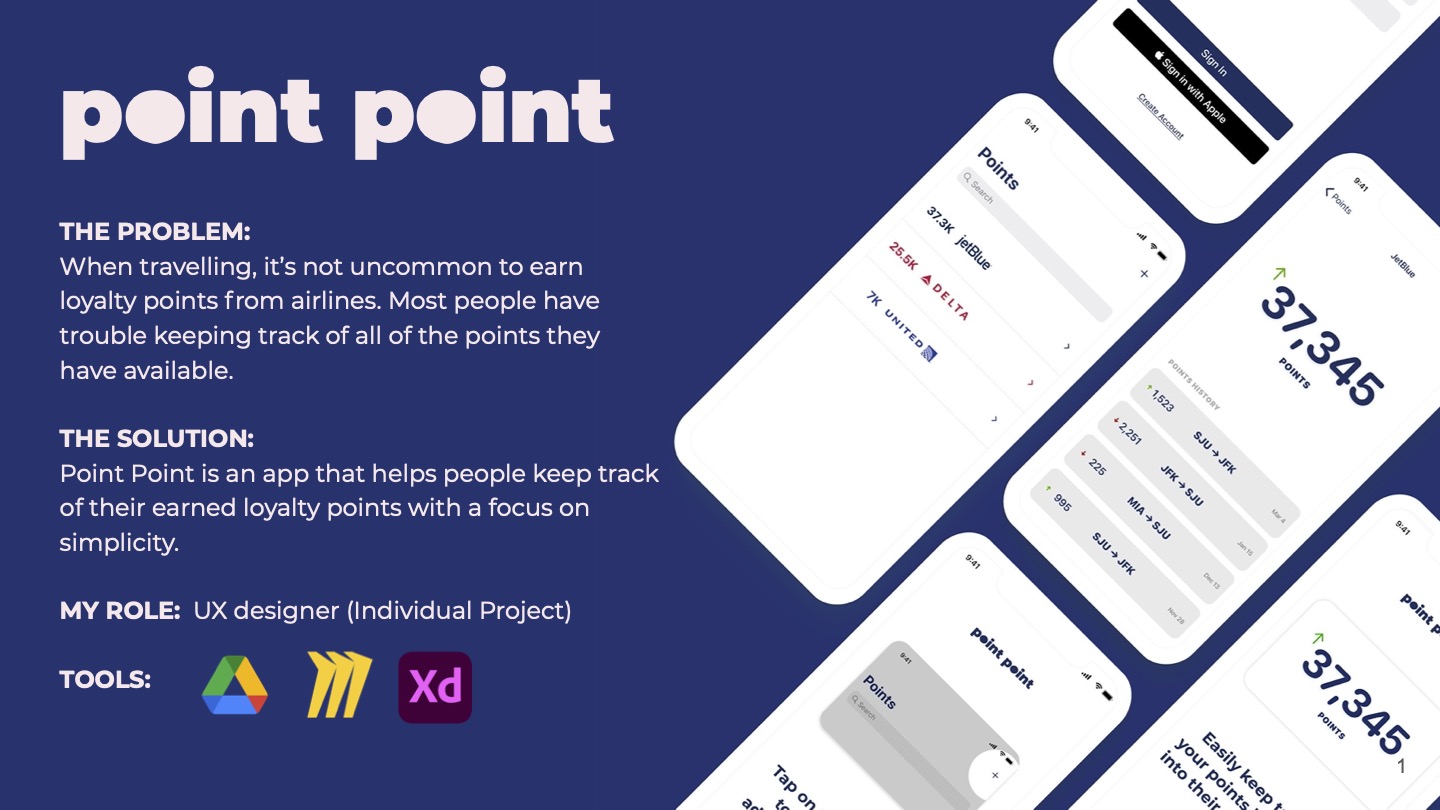 point point
THE PROBLEM:
When travelling, it’s not uncommon to earn
loyalty points from airlines. Most people have
trouble keeping track of all of the points they
have available.
THE SOLUTION:
Point Point is an app that helps people keep track
of their earned loyalty points with a focus on
simplicity.
MY ROLE: UX designer (Individual Project)
TOOLS:
Xd
Sign In
Sign in with Apple
Create Account
9:41
Points
Search
+
37.3K jetBlue
25.5K DELTA
7K UNITED
9:41
Points
JetBlue
37,345
POINTS
POINTS HISTORY
1,523 SJU → JFK Mar 4
2,251 JFK → SJU Jan 15
225 MIA → SJU Dec 13
995 SJU → JFK Nov 28
9:41
point point
9:41
Points
Search
+
Tap on
to
9:41
point p
37,345
POINTS
Easily keep t
your points
into their
1